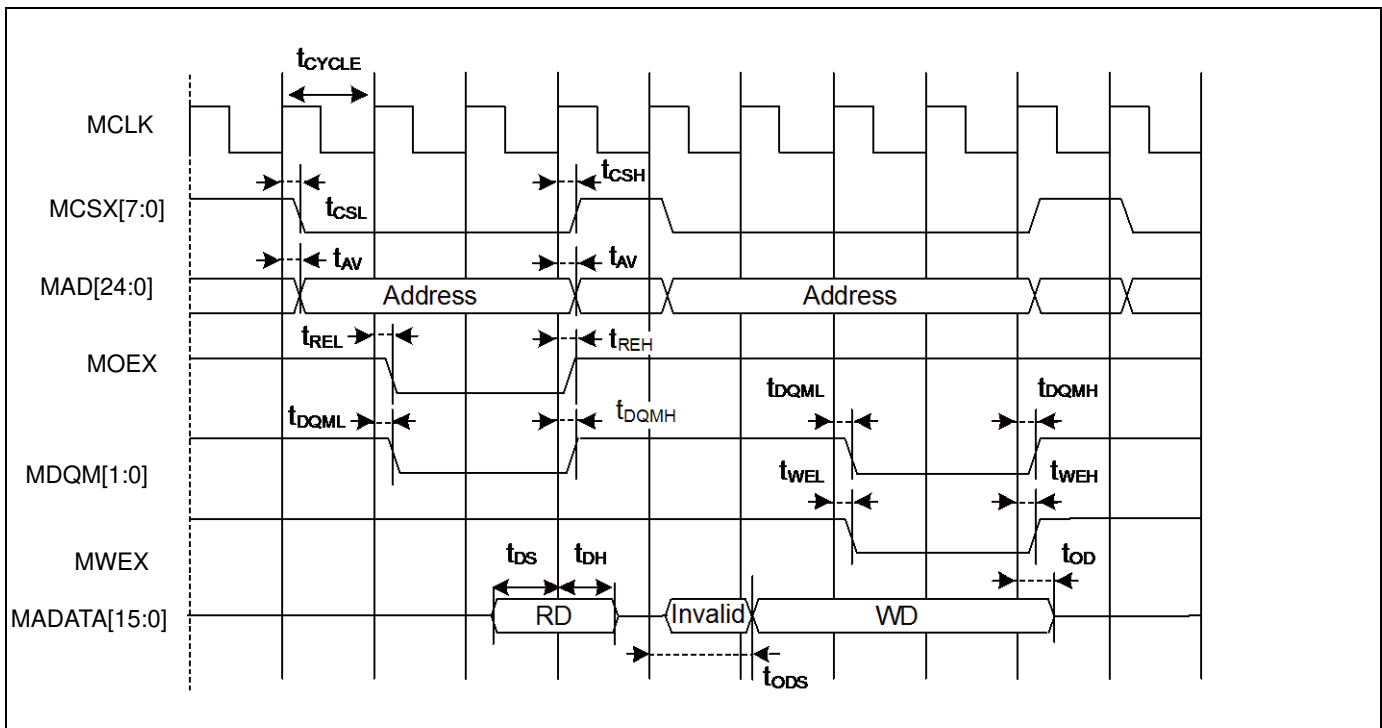 tCYCLE
MCLK
tCSH
MCSX[7:0]
tCSL
tAV tAV
MAD[24:0]
Address Address
tREL tREH
MOEX
tDQML tDQMH
tDQML tDQMH
MDQM[1:0]
tWEL tWEH
MWEX
tDS tDH tOD
MADATA[15:0]
RD Invalid WD
tODS